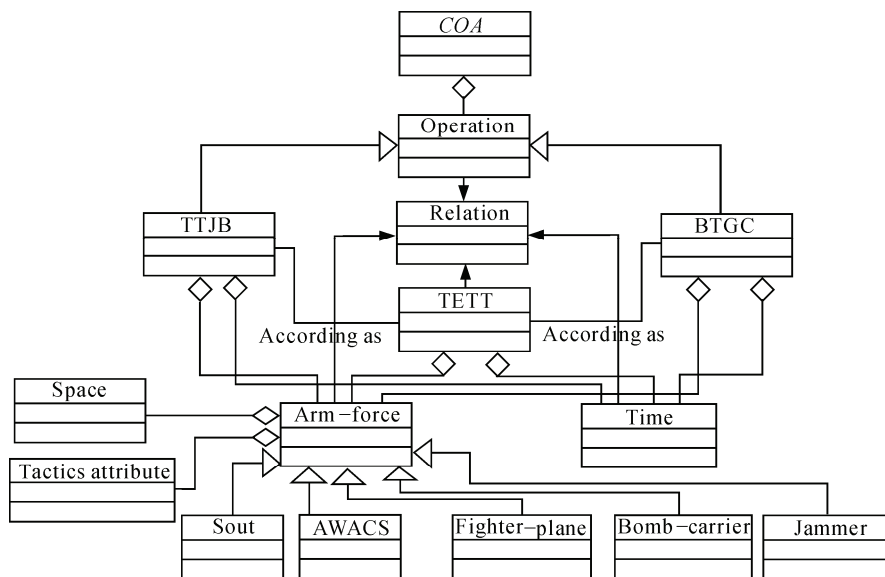 COA
Operation
Relation
TTJB
BTGC
TETT
According as
According as
Space
Arm-force
Time
Tactics attribute
Sout
AWACS
Fighter-plane
Bomb-carrier
Jammer